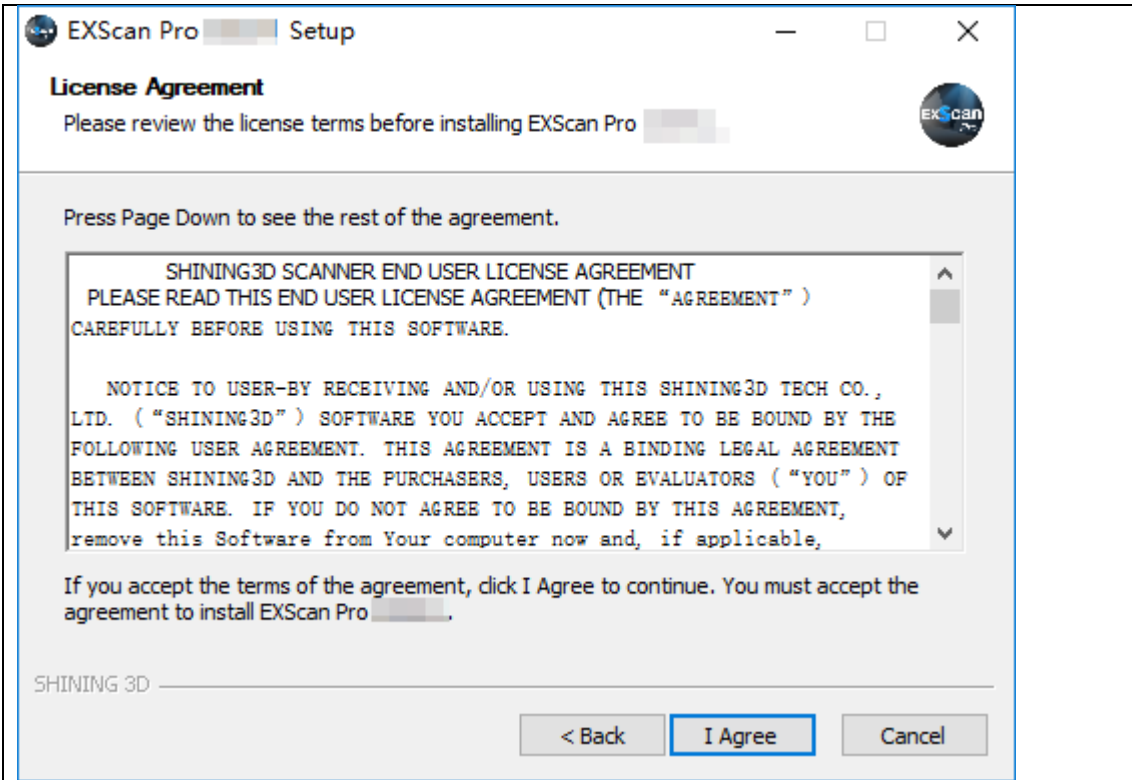 EXScan Pro Setup
License Agreement
Please review the license terms before installing EXScan Pro
EXScan
Pro
Press Page Down to see the rest of the agreement.
SHINING3D SCANNER END USER LICENSE AGREEMENT
PLEASE READ THIS END USER LICENSE AGREEMENT (THE “AGREEMENT”)
CAREFULLY BEFORE USING THIS SOFTWARE.
NOTICE TO USER-BY RECEIVING AND/OR USING THIS SHINING3D TECH CO.,
LTD. (“SHINING3D”) SOFTWARE YOU ACCEPT AND AGREE TO BE BOUND BY THE
FOLLOWING USER AGREEMENT. THIS AGREEMENT IS A BINDING LEGAL AGREEMENT
BETWEEN SHINING3D AND THE PURCHASERS, USERS OR EVALUATORS (“YOU”) OF
THIS SOFTWARE. IF YOU DO NOT AGREE TO BE BOUND BY THIS AGREEMENT,
remove this Software from Your computer now and, if applicable,
If you accept the terms of the agreement, click I Agree to continue. You must accept the
agreement to install EXScan Pro .
SHINING 3D
< Back
I Agree
Cancel